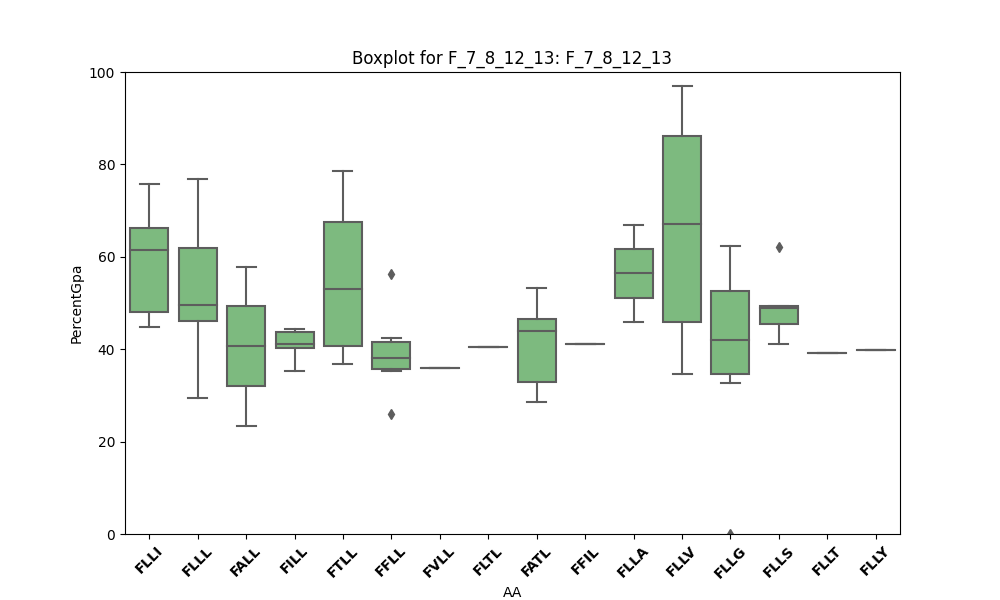 Boxplot for F_7_8_12_13: F_7_8_12_13
100
80
60
40
20
0
PercentGpa
FLLI FLLL FALL FILL FTLL FFLL FVLL FLTL FATL FFIL FLLA FLLV FLLG FLLS FLLT FLLY
AA